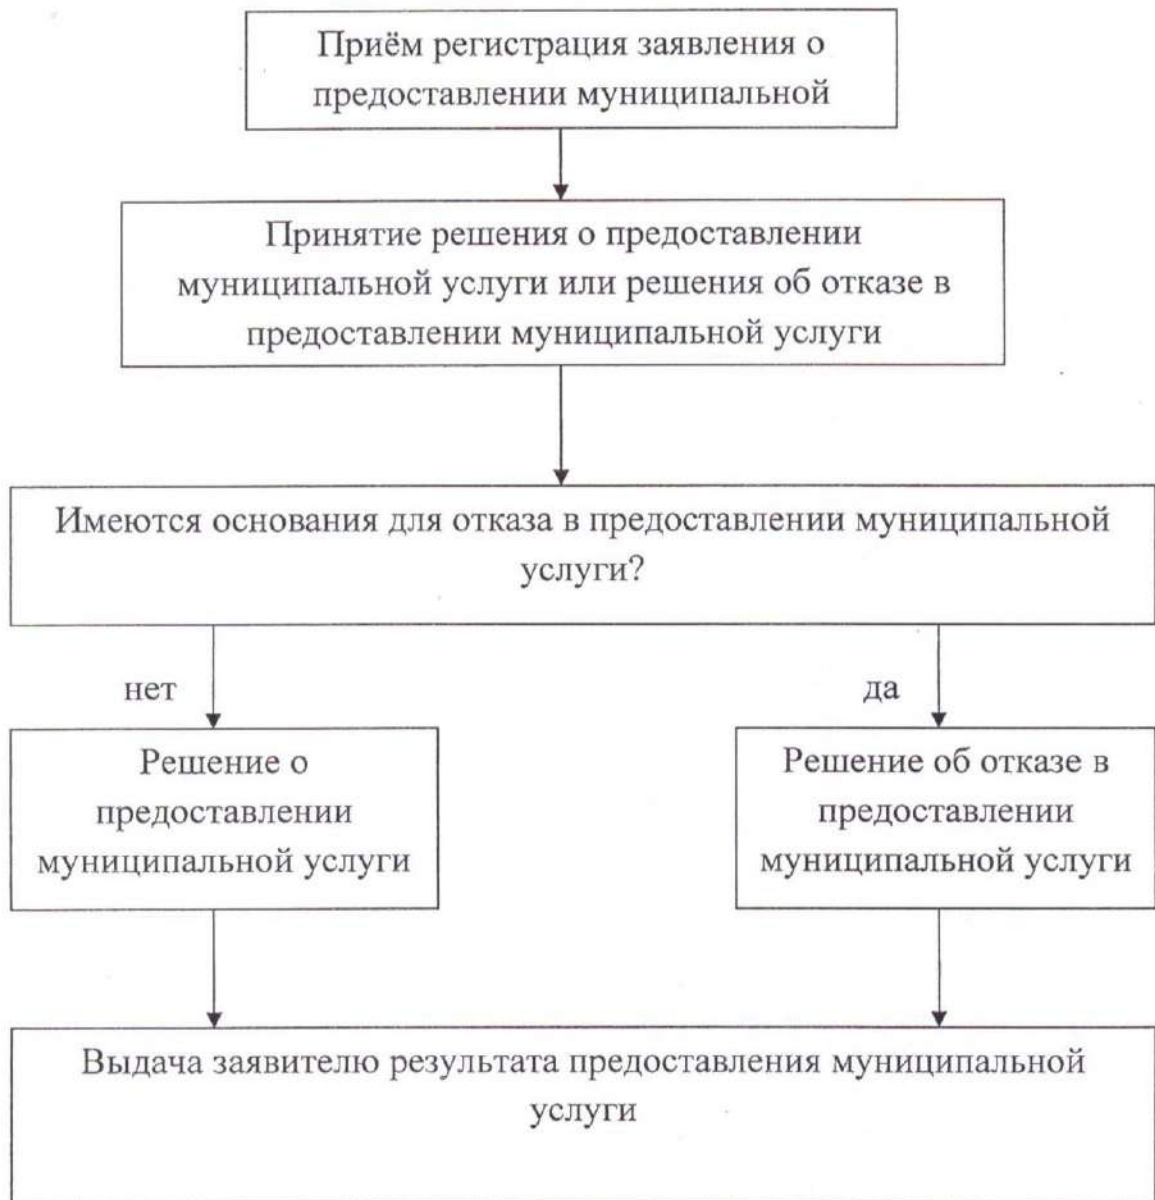 Приём регистрация заявления о
предоставлении муниципальной
Принятие решения о предоставлении
муниципальной услуги или решения об отказе в
предоставлении муниципальной услуги
Имеются основания для отказа в предоставлении муниципальной
услуги?
нет
да
Решение о
предоставлении
муниципальной услуги
Решение об отказе в
предоставлении
муниципальной услуги
Выдача заявителю результата предоставления муниципальной
услуги